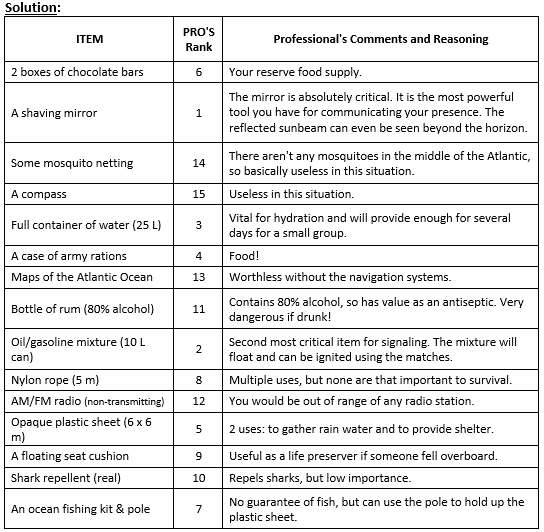 Solution:
ITEM
PRO'S
Rank
Professional's Comments and Reasoning
2 boxes of chocolate bars
6
Your reserve food supply.
A shaving mirror
1
The mirror is absolutely critical. It is the most powerful
tool you have for communicating your presence. The
reflected sunbeam can even be seen beyond the horizon.
Some mosquito netting
14
There aren't any mosquitoes in the middle of the Atlantic,
so basically useless in this situation.
A compass
15
Useless in this situation.
Full container of water (25 L)
3
Vital for hydration and will provide enough for several
days for a small group.
A case of army rations
4
Food!
Maps of the Atlantic Ocean
13
Worthless without the navigation systems.
Bottle of rum (80% alcohol)
11
Contains 80% alcohol, so has value as an antiseptic. Very
dangerous if drunk!
Oil/gasoline mixture (10 L
can)
2
Second most critical item for signaling. The mixture will
float and can be ignited using the matches.
Nylon rope (5 m)
8
Multiple uses, but none are that important to survival.
AM/FM radio (non-transmitting)
12
You would be out of range of any radio station.
Opaque plastic sheet (6 x 6
m)
5
2 uses: to gather rain water and to provide shelter.
A floating seat cushion
9
Useful as a life preserver if someone fell overboard.
Shark repellent (real)
10
Repels sharks, but low importance.
An ocean fishing kit & pole
7
No guarantee of fish, but can use the pole to hold up the
plastic sheet.